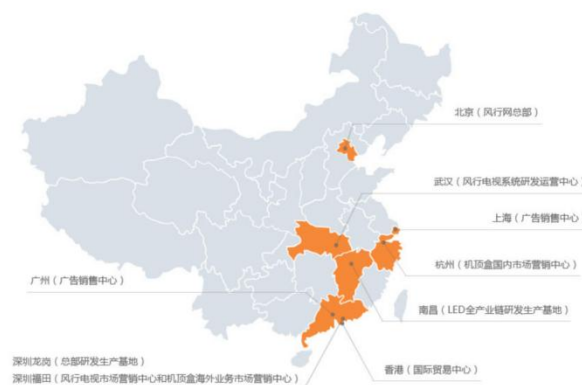 北京（风行网总部）
武汉（风行电视系统研发运营中心）
上海（广告销售中心）
杭州（机顶盒国内市场营销中心）
广州（广告销售中心）
南昌（LED全产业链研发生产基地）
深圳龙岗（总部研发生产基地）
香港（国际贸易中心）
深圳福田（风行电视市场营销中心和机顶盒海外业务市场营销中心）